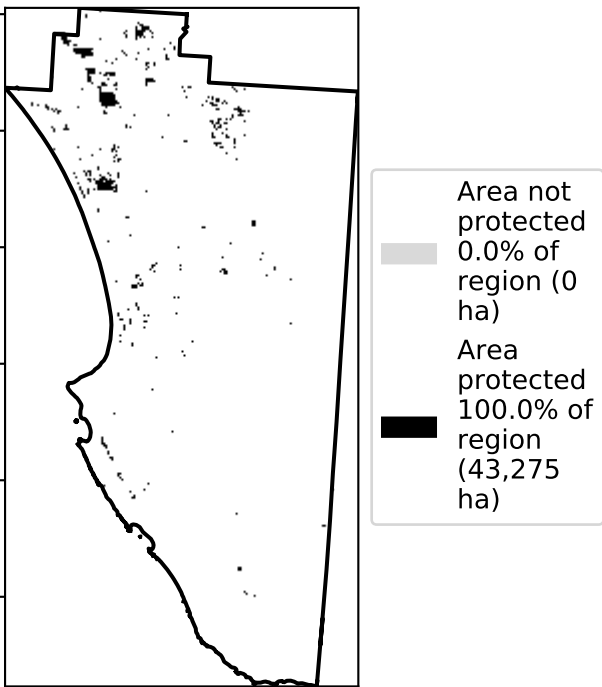 Area not
protected
0.0% of
region (0
ha)
Area
protected
100.0% of
region
(43,275
ha)